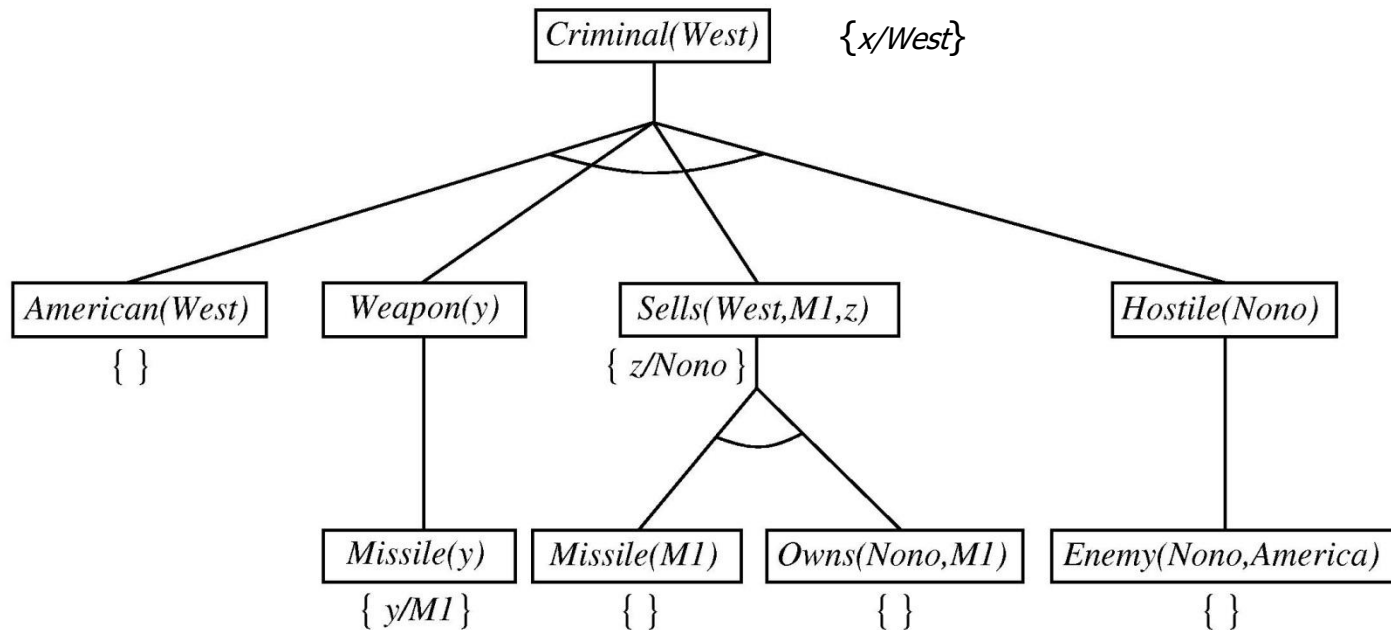 Criminal(West) {x/West}
American(West) Weapon(y) Sells(West,M1,z) Hostile(Nono)
{ } { z/Nono }
Missile(y) Missile(M1) Owns(Nono,M1) Enemy(Nono,America)
{ y/M1 } { } { } { }